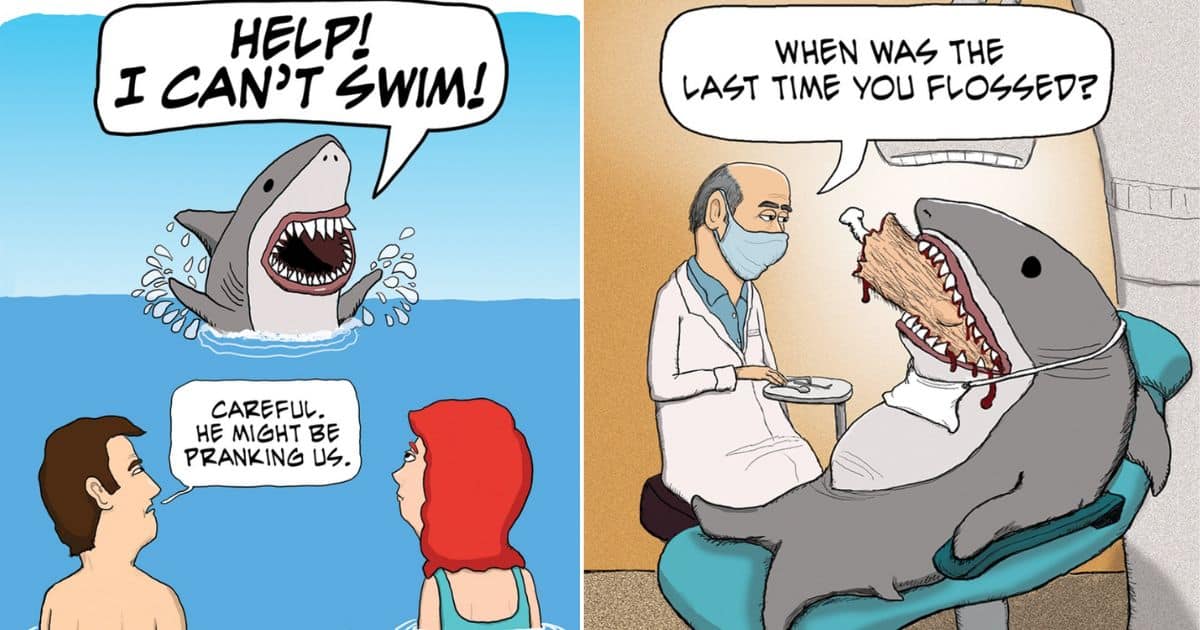 HELP!
I CAN'T SWIM!
CAREFUL.
HE MIGHT BE
PRANKING US.
WHEN WAS THE
LAST TIME YOU FLOSSED?